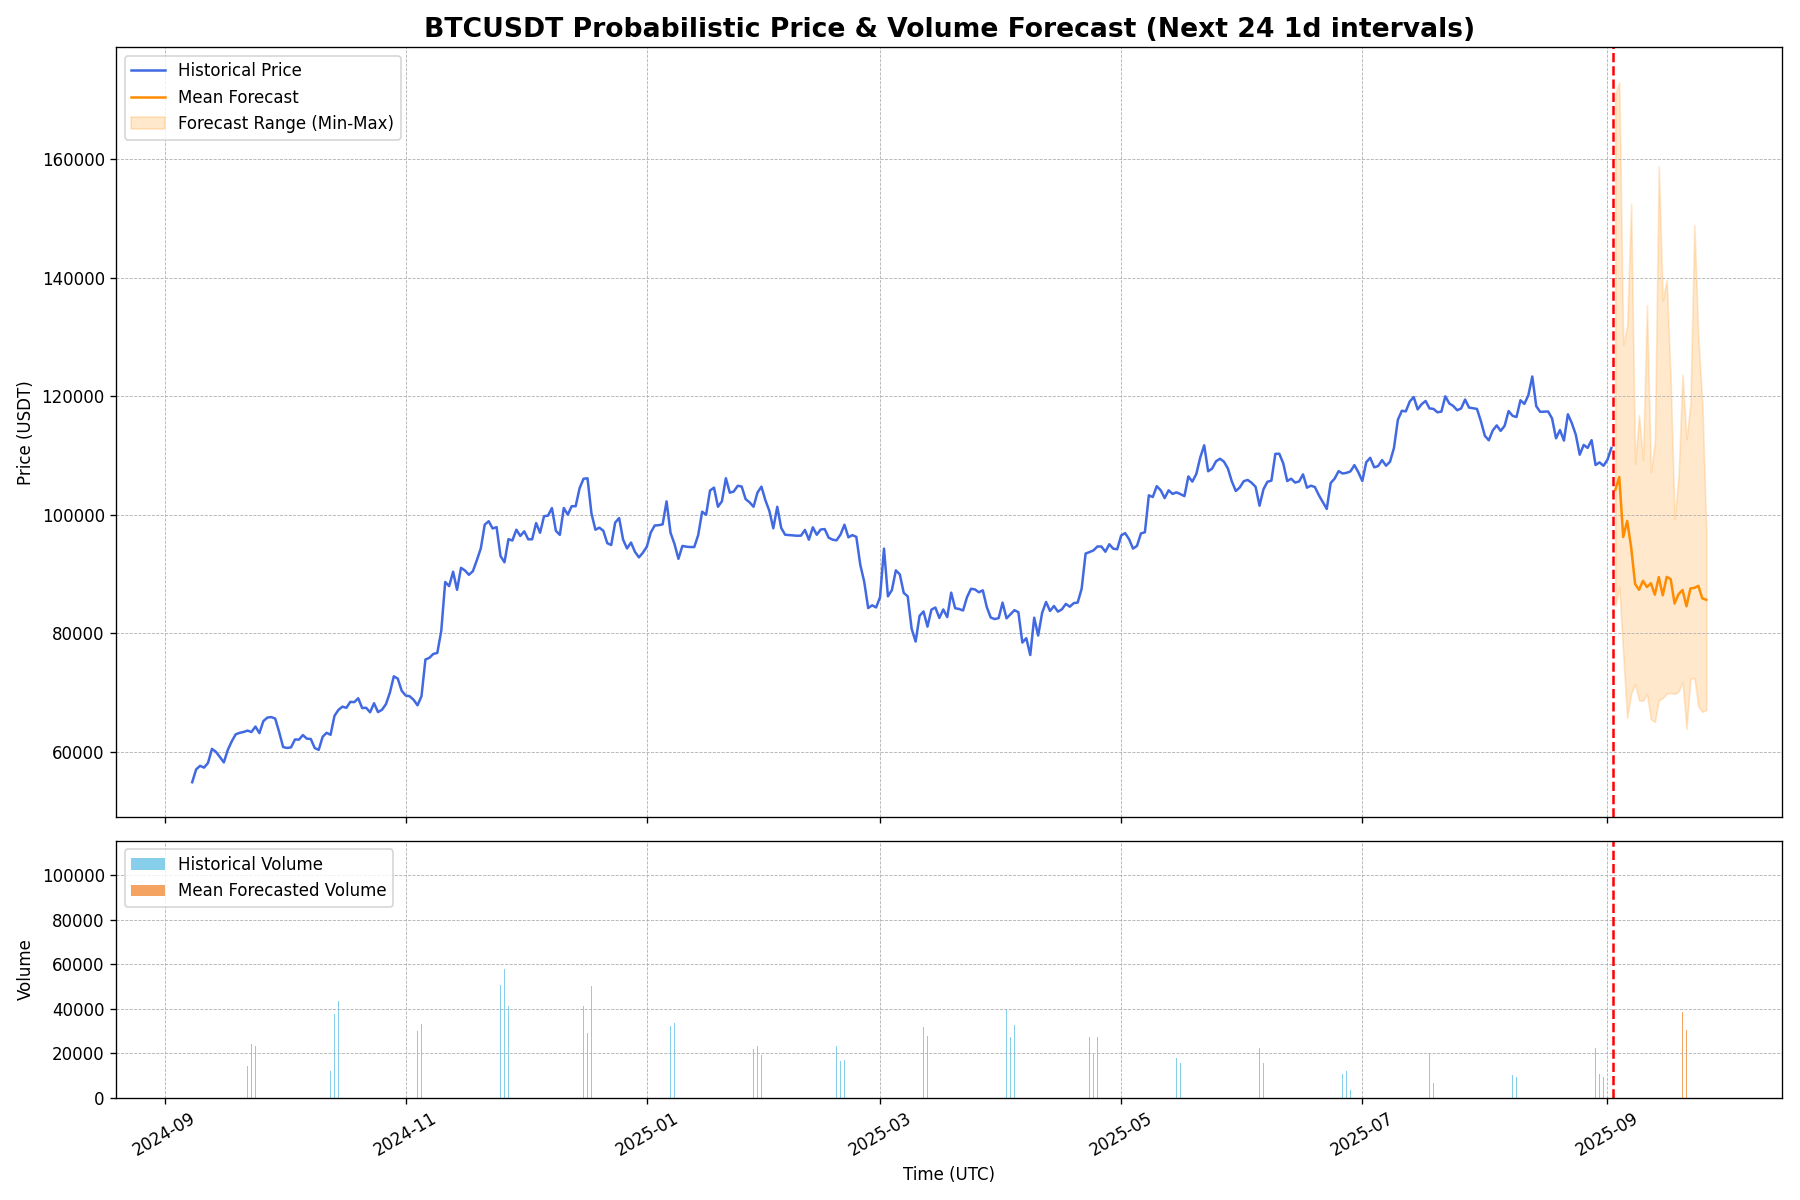 BTCUSDT Probabilistic Price & Volume Forecast (Next 24 1d intervals)
Historical Price
Mean Forecast
Forecast Range (Min-Max)
Price (USDT)
160000
140000
120000
100000
80000
60000
Historical Volume
Mean Forecasted Volume
Volume
100000
80000
60000
40000
20000
0
2024-09
2024-11
2025-01
2025-03
2025-05
2025-07
2025-09
Time (UTC)